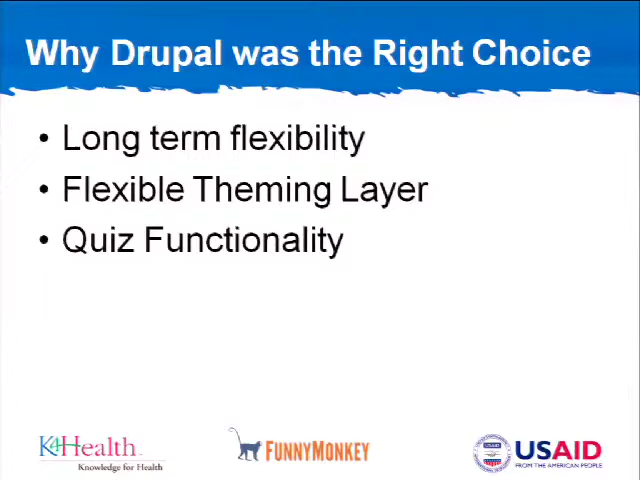 Why Drupal was the Right Choice
• Long term flexibility
• Flexible Theming Layer
• Quiz Functionality
K4Health
Knowledge for Health
FUNNYMONKEY
USAID
FROM THE AMERICAN PEOPLE